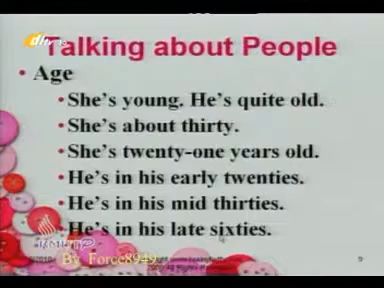 Talking about People
• Age
• She's young. He's quite old.
• She's about thirty.
• She's twenty-one years old.
• He's in his early twenties.
• He's in his mid thirties.
• He's in his late sixties.
By Force8949
9